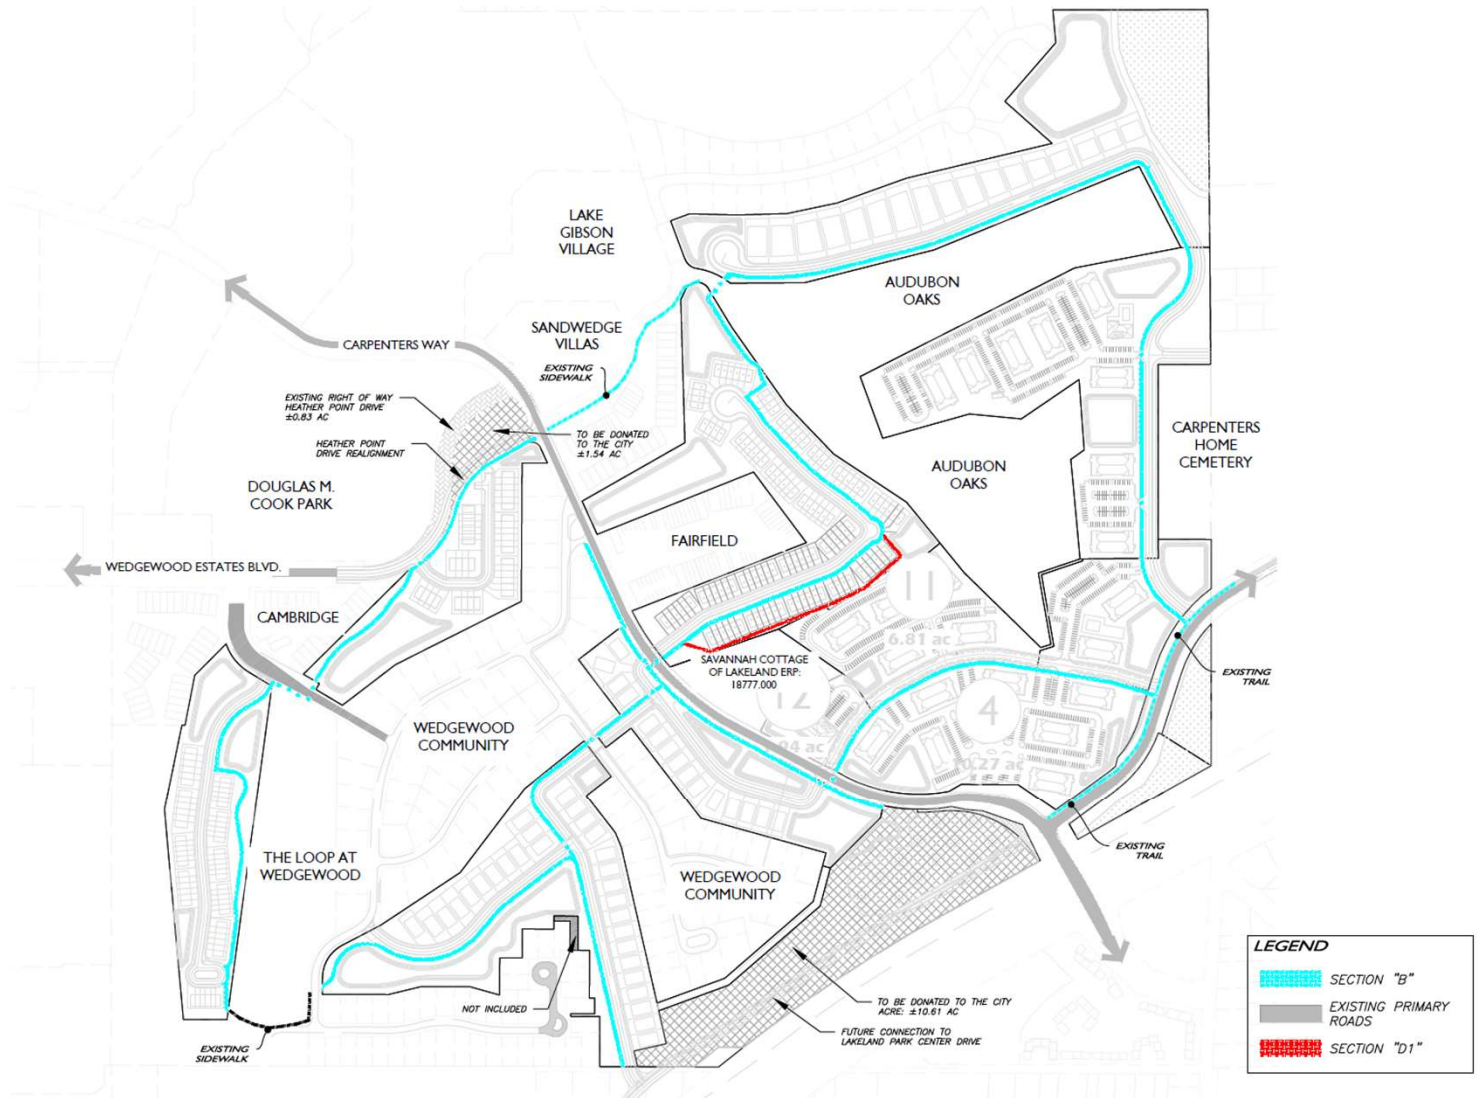 LAKE
GIBSON
VILLAGE
AUDUBON
OAKS
SANDWEDGE
VILLAS
CARPENTERS WAY
EXISTING
SIDEWALK
EXISTING RIGHT OF WAY
HEATHER POINT DRIVE
±0.83 AC
TO BE DONATED
TO THE CITY
±1.54 AC
HEATHER POINT
DRIVE REALIGNMENT
CARPENTERS
HOME
CEMETERY
AUDUBON
OAKS
DOUGLAS M.
COOK PARK
FAIRFIELD
WEDGEWOOD ESTATES BLVD.
11
CAMBRIDGE
6.81 ac
SAVANNAH COTTAGE
OF LAKELAND ERP:
18777.000
EXISTING
TRAIL
12
4
WEDGEWOOD
COMMUNITY
EXISTING
TRAIL
THE LOOP AT
WEDGEWOOD
WEDGEWOOD
COMMUNITY
NOT INCLUDED
TO BE DONATED TO THE CITY
ACRE: ±10.61 AC
FUTURE CONNECTION TO
LAKELAND PARK CENTER DRIVE
EXISTING
SIDEWALK
LEGEND
SECTION "B"
EXISTING PRIMARY
ROADS
SECTION "D1"